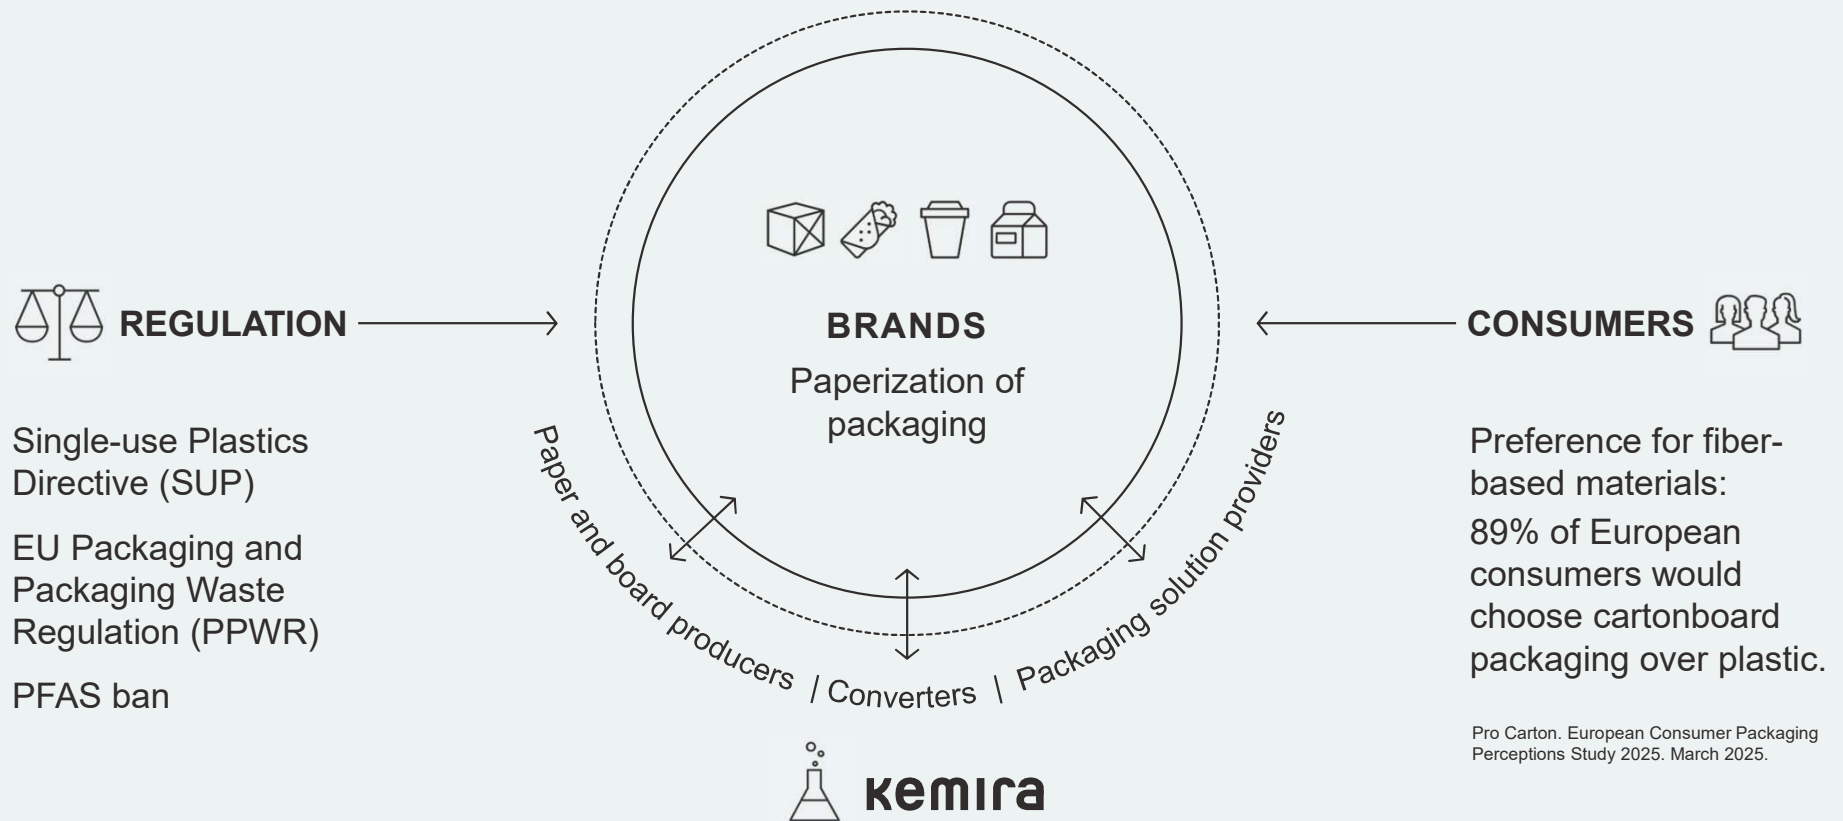 REGULATION
Single-use Plastics
Directive (SUP)
EU Packaging and
Packaging Waste
Regulation (PPWR)
PFAS ban
BRANDS
Paperization of
packaging
Paper and board producers | Converters | Packaging solution providers
kemira
CONSUMERS
Preference for fiber-
based materials:
89% of European
consumers would
choose cartonboard
packaging over plastic.
Pro Carton. European Consumer Packaging
Perceptions Study 2025. March 2025.